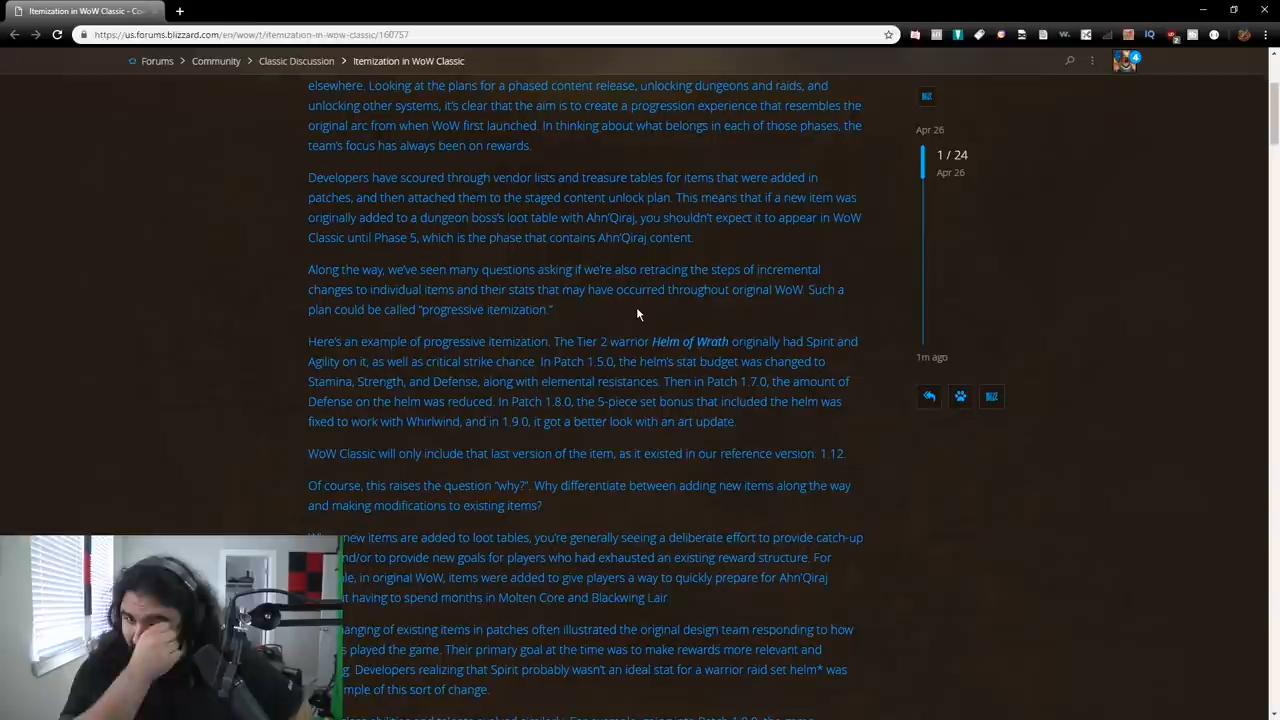 Itemization in WoW Classic - Co
https://us.forums.blizzard.com/en/wow/t/itemization-in-wow-classic/160757
Forums > Community > Classic Discussion > Itemization in WoW Classic
4
elsewhere. Looking at the plans for a phased content release, unlocking dungeons and raids, and
unlocking other systems, it's clear that the aim is to create a progression experience that resembles the
original arc from when WoW first launched. In thinking about what belongs in each of those phases, the
team's focus has always been on rewards.
Developers have scoured through vendor lists and treasure tables for items that were added in
patches, and then attached them to the staged content unlock plan. This means that if a new item was
originally added to a dungeon boss's loot table with Ahn'Qiraj, you shouldn't expect it to appear in WoW
Classic until Phase 5, which is the phase that contains Ahn'Qiraj content.
Along the way, we've seen many questions asking if we're also retracing the steps of incremental
changes to individual items and their stats that may have occurred throughout original WoW. Such a
plan could be called “progressive itemization.”
Here's an example of progressive itemization. The Tier 2 warrior Helm of Wrath originally had Spirit and
Agility on it, as well as critical strike chance. In Patch 1.5.0, the helm's stat budget was changed to
Stamina, Strength, and Defense, along with elemental resistances. Then in Patch 1.7.0, the amount of
Defense on the helm was reduced. In Patch 1.8.0, the 5-piece set bonus that included the helm was
fixed to work with Whirlwind, and in 1.9.0, it got a better look with an art update.
WoW Classic will only include that last version of the item, as it existed in our reference version. 1.12.
Of course, this raises the question “why?”. Why differentiate between adding new items along the way
and making modifications to existing items?
new items are added to loot tables, you're generally seeing a deliberate effort to provide catch-up
nd/or to provide new goals for players who had exhausted an existing reward structure. For
le, in original WoW, items were added to give players a way to quickly prepare for Ahn'Qiraj
t having to spend months in Molten Core and Blackwing Lair.
anging of existing items in patches often illustrated the original design team responding to how
s played the game. Their primary goal at the time was to make rewards more relevant and
g. Developers realizing that Spirit probably wasn't an ideal stat for a warrior raid set helm* was
mple of this sort of change.
Apr 26
1 / 24
Apr 26
1m ago